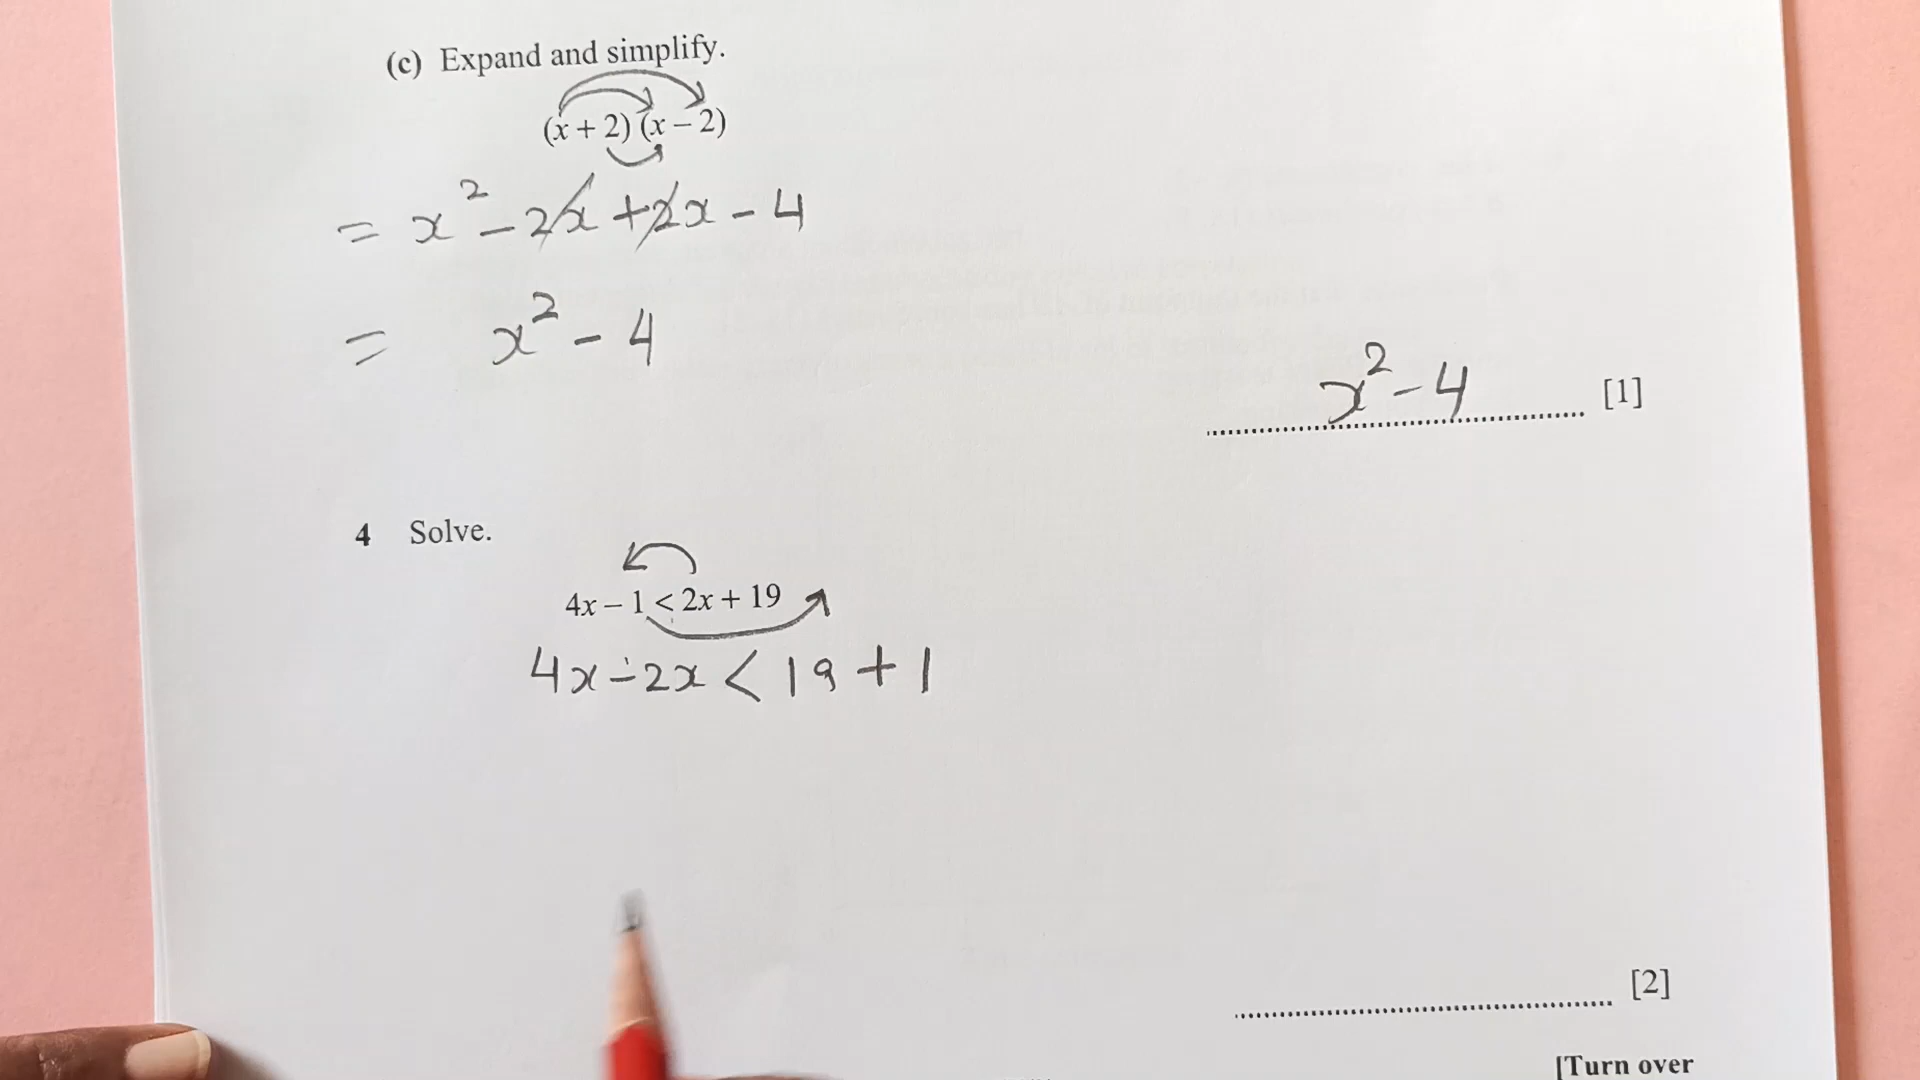 (c) Expand and simplify.
(x + 2) (x − 2)
= x² − 2x + 2x − 4
= x² − 4
x² − 4 [1]
4 Solve.
4x − 1 < 2x + 19
4x − 2x < 19 + 1
[2]
[Turn over